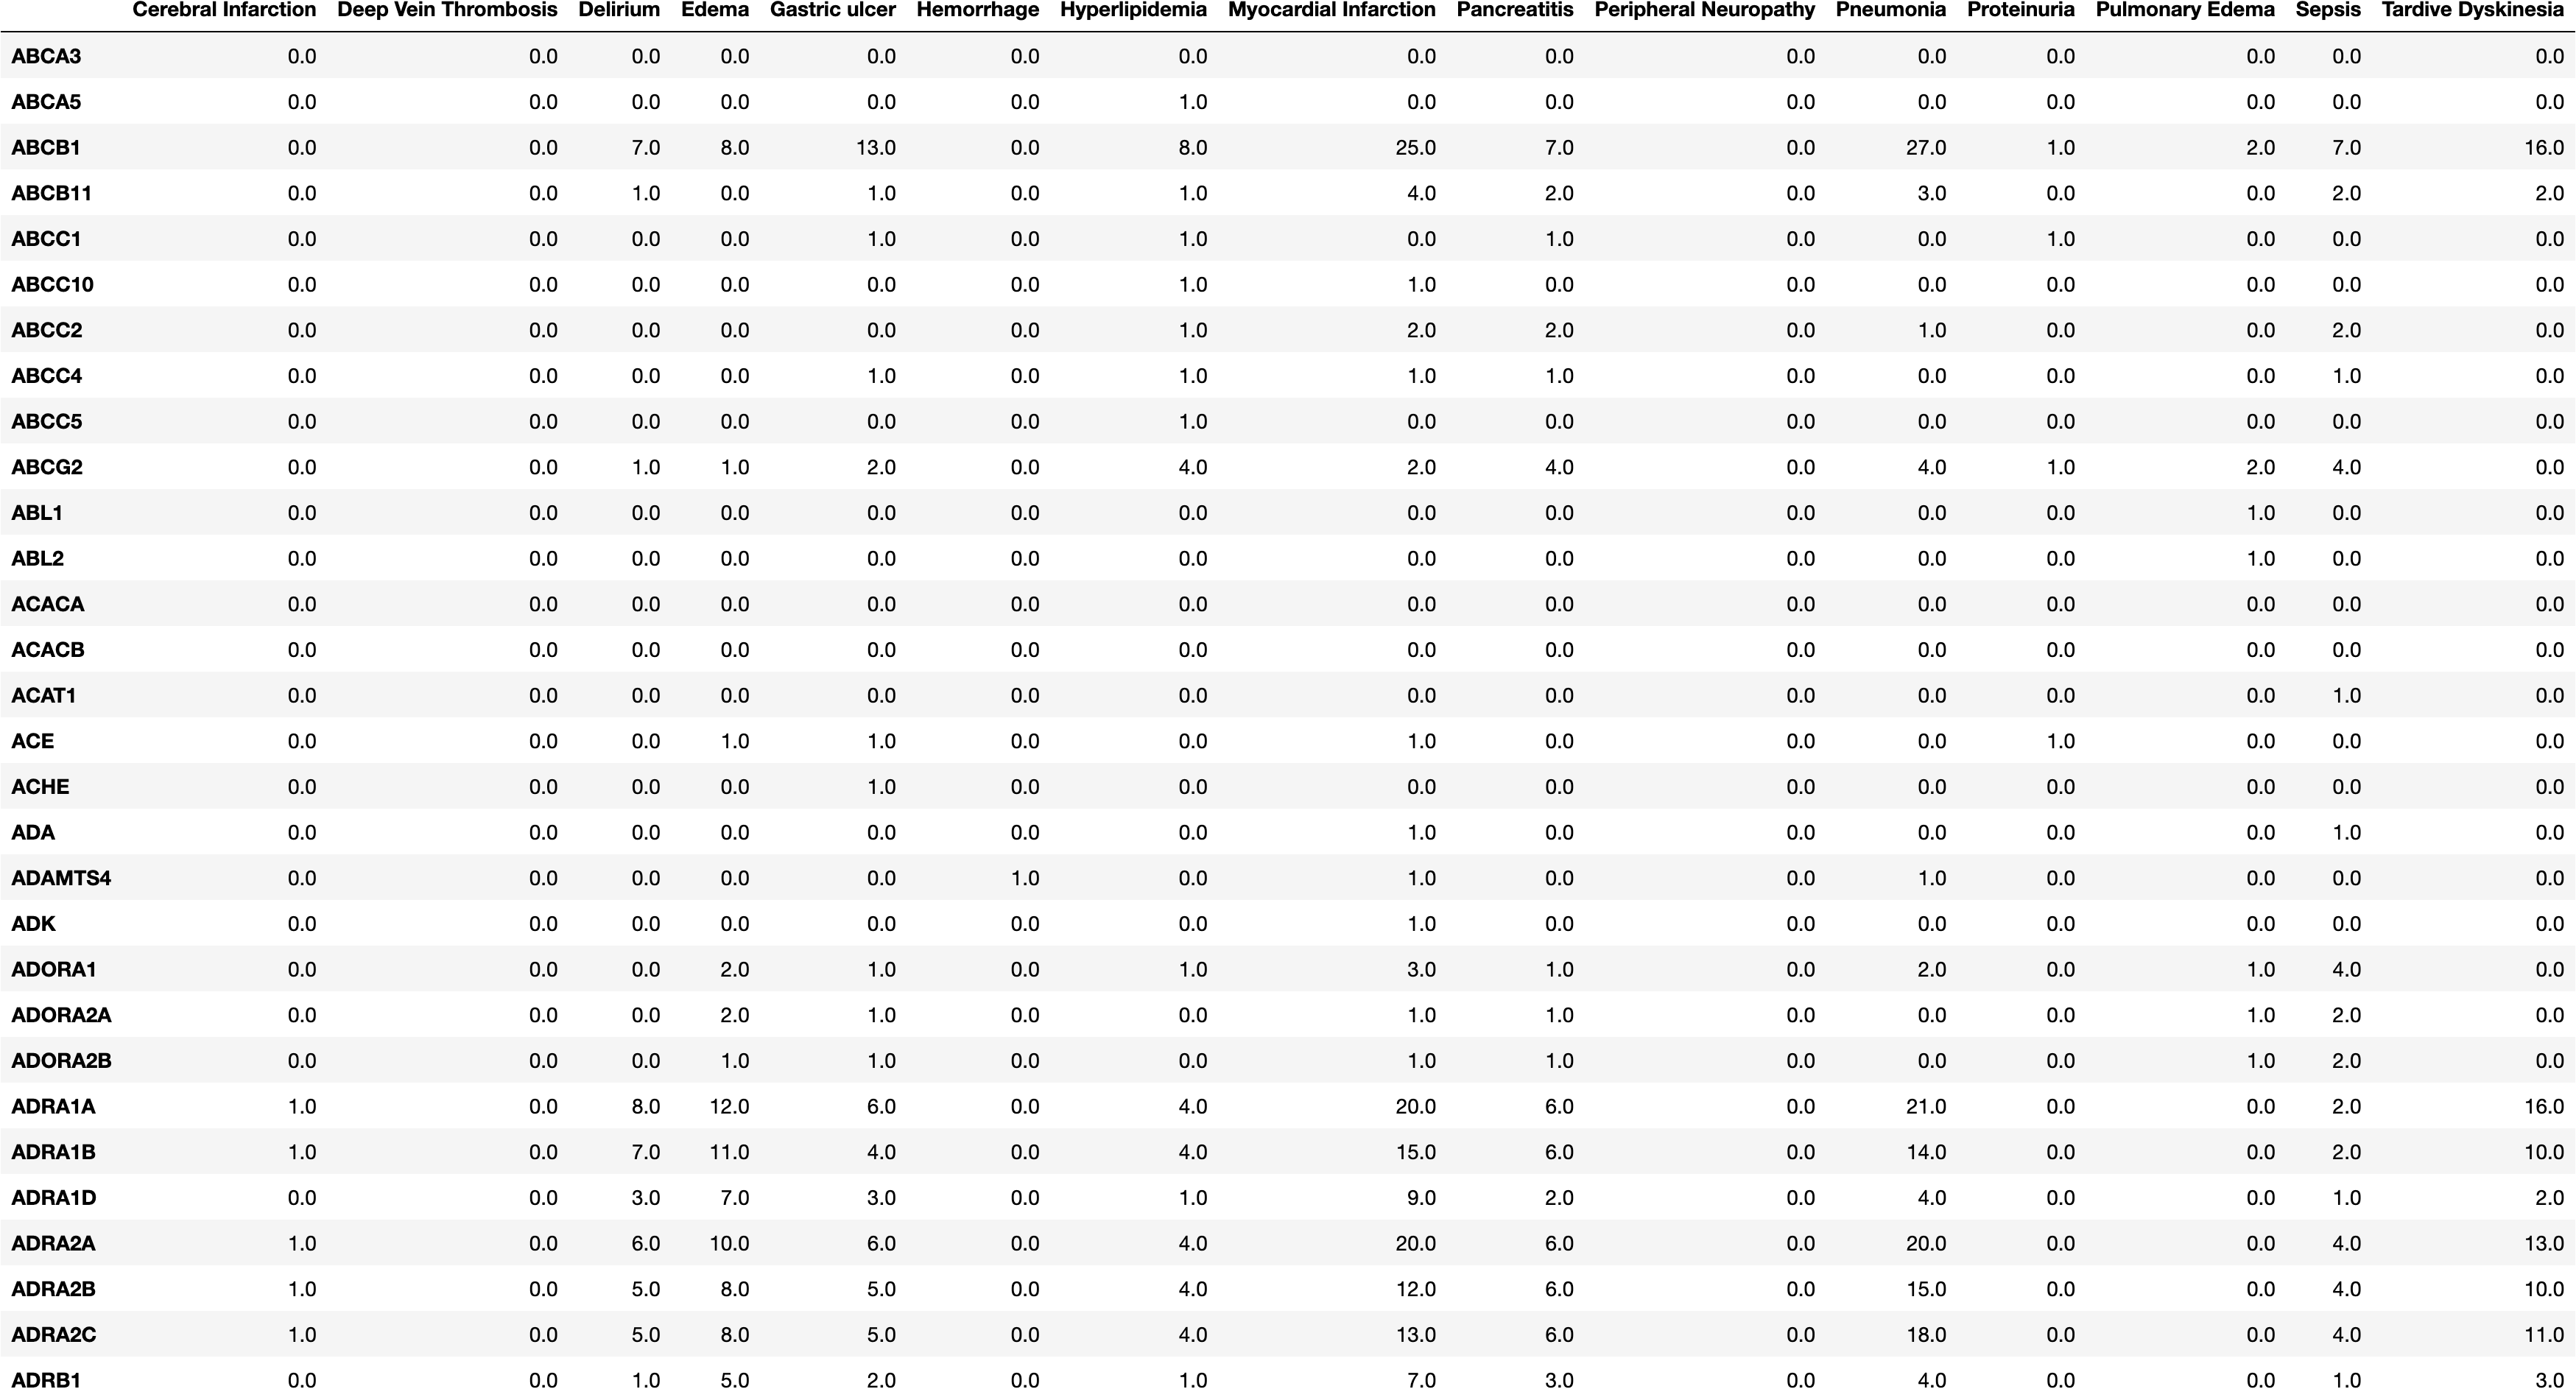 Cerebral Infarction Deep Vein Thrombosis Delirium Edema Gastric ulcer Hemorrhage Hyperlipidemia Myocardial Infarction Pancreatitis Peripheral Neuropathy Pneumonia Proteinuria Pulmonary Edema Sepsis Tardive Dyskinesia
ABCA3 0.0 0.0 0.0 0.0 0.0 0.0 0.0 0.0 0.0 0.0 0.0 0.0 0.0 0.0 0.0
ABCA5 0.0 0.0 0.0 0.0 0.0 0.0 1.0 0.0 0.0 0.0 0.0 0.0 0.0 0.0 0.0
ABCB1 0.0 0.0 7.0 8.0 13.0 0.0 8.0 25.0 7.0 0.0 27.0 1.0 2.0 7.0 16.0
ABCB11 0.0 0.0 1.0 0.0 1.0 0.0 1.0 4.0 2.0 0.0 3.0 0.0 0.0 2.0 2.0
ABCC1 0.0 0.0 0.0 0.0 1.0 0.0 1.0 0.0 1.0 0.0 0.0 1.0 0.0 0.0 0.0
ABCC10 0.0 0.0 0.0 0.0 0.0 0.0 1.0 1.0 0.0 0.0 0.0 0.0 0.0 0.0 0.0
ABCC2 0.0 0.0 0.0 0.0 0.0 0.0 1.0 2.0 2.0 0.0 1.0 0.0 0.0 2.0 0.0
ABCC4 0.0 0.0 0.0 0.0 1.0 0.0 1.0 1.0 1.0 0.0 0.0 0.0 0.0 1.0 0.0
ABCC5 0.0 0.0 0.0 0.0 0.0 0.0 1.0 0.0 0.0 0.0 0.0 0.0 0.0 0.0 0.0
ABCG2 0.0 0.0 1.0 1.0 2.0 0.0 4.0 2.0 4.0 0.0 4.0 1.0 2.0 4.0 0.0
ABL1 0.0 0.0 0.0 0.0 0.0 0.0 0.0 0.0 0.0 0.0 0.0 0.0 1.0 0.0 0.0
ABL2 0.0 0.0 0.0 0.0 0.0 0.0 0.0 0.0 0.0 0.0 0.0 0.0 1.0 0.0 0.0
ACACA 0.0 0.0 0.0 0.0 0.0 0.0 0.0 0.0 0.0 0.0 0.0 0.0 0.0 0.0 0.0
ACACB 0.0 0.0 0.0 0.0 0.0 0.0 0.0 0.0 0.0 0.0 0.0 0.0 0.0 0.0 0.0
ACAT1 0.0 0.0 0.0 0.0 0.0 0.0 0.0 0.0 0.0 0.0 0.0 0.0 0.0 1.0 0.0
ACE 0.0 0.0 0.0 1.0 1.0 0.0 0.0 1.0 0.0 0.0 0.0 1.0 0.0 0.0 0.0
ACHE 0.0 0.0 0.0 0.0 1.0 0.0 0.0 0.0 0.0 0.0 0.0 0.0 0.0 0.0 0.0
ADA 0.0 0.0 0.0 0.0 0.0 0.0 0.0 1.0 0.0 0.0 0.0 0.0 0.0 1.0 0.0
ADAMTS4 0.0 0.0 0.0 0.0 0.0 1.0 0.0 1.0 0.0 0.0 1.0 0.0 0.0 0.0 0.0
ADK 0.0 0.0 0.0 0.0 0.0 0.0 0.0 1.0 0.0 0.0 0.0 0.0 0.0 0.0 0.0
ADORA1 0.0 0.0 0.0 2.0 1.0 0.0 1.0 3.0 1.0 0.0 2.0 0.0 1.0 4.0 0.0
ADORA2A 0.0 0.0 0.0 2.0 1.0 0.0 0.0 1.0 1.0 0.0 0.0 0.0 1.0 2.0 0.0
ADORA2B 0.0 0.0 0.0 1.0 1.0 0.0 0.0 1.0 1.0 0.0 0.0 0.0 1.0 2.0 0.0
ADRA1A 1.0 0.0 8.0 12.0 6.0 0.0 4.0 20.0 6.0 0.0 21.0 0.0 0.0 2.0 16.0
ADRA1B 1.0 0.0 7.0 11.0 4.0 0.0 4.0 15.0 6.0 0.0 14.0 0.0 0.0 2.0 10.0
ADRA1D 0.0 0.0 3.0 7.0 3.0 0.0 1.0 9.0 2.0 0.0 4.0 0.0 0.0 1.0 2.0
ADRA2A 1.0 0.0 6.0 10.0 6.0 0.0 4.0 20.0 6.0 0.0 20.0 0.0 0.0 4.0 13.0
ADRA2B 1.0 0.0 5.0 8.0 5.0 0.0 4.0 12.0 6.0 0.0 15.0 0.0 0.0 4.0 10.0
ADRA2C 1.0 0.0 5.0 8.0 5.0 0.0 4.0 13.0 6.0 0.0 18.0 0.0 0.0 4.0 11.0
ADRB1 0.0 0.0 1.0 5.0 2.0 0.0 1.0 7.0 3.0 0.0 4.0 0.0 0.0 1.0 3.0